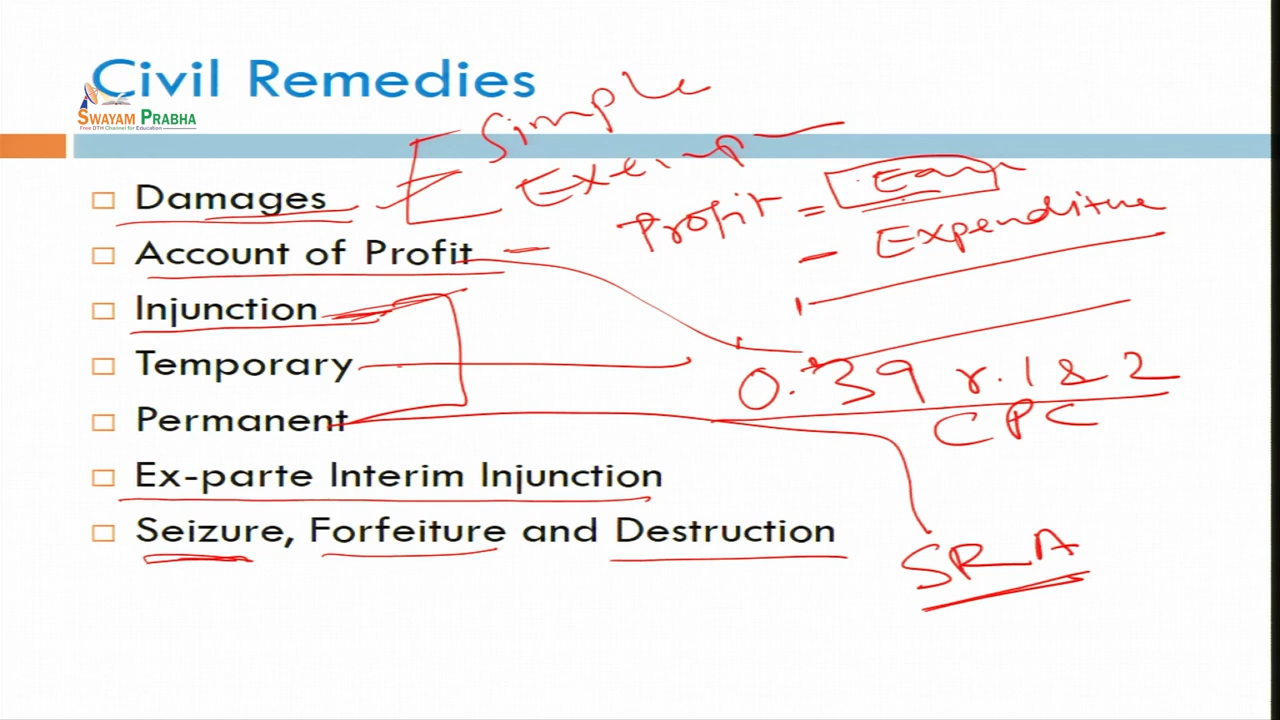 Civil Remedies
SWAYAM PRABHA
Free DTH Channel for Education
Simple
Damages
Profit = Earn
- Expenditure
Account of Profit -
Injunction
Temporary
O. 39 r. 1 & 2
CPC
Permanent
Ex-parte Interim Injunction
Seizure, Forfeiture and Destruction
SRA